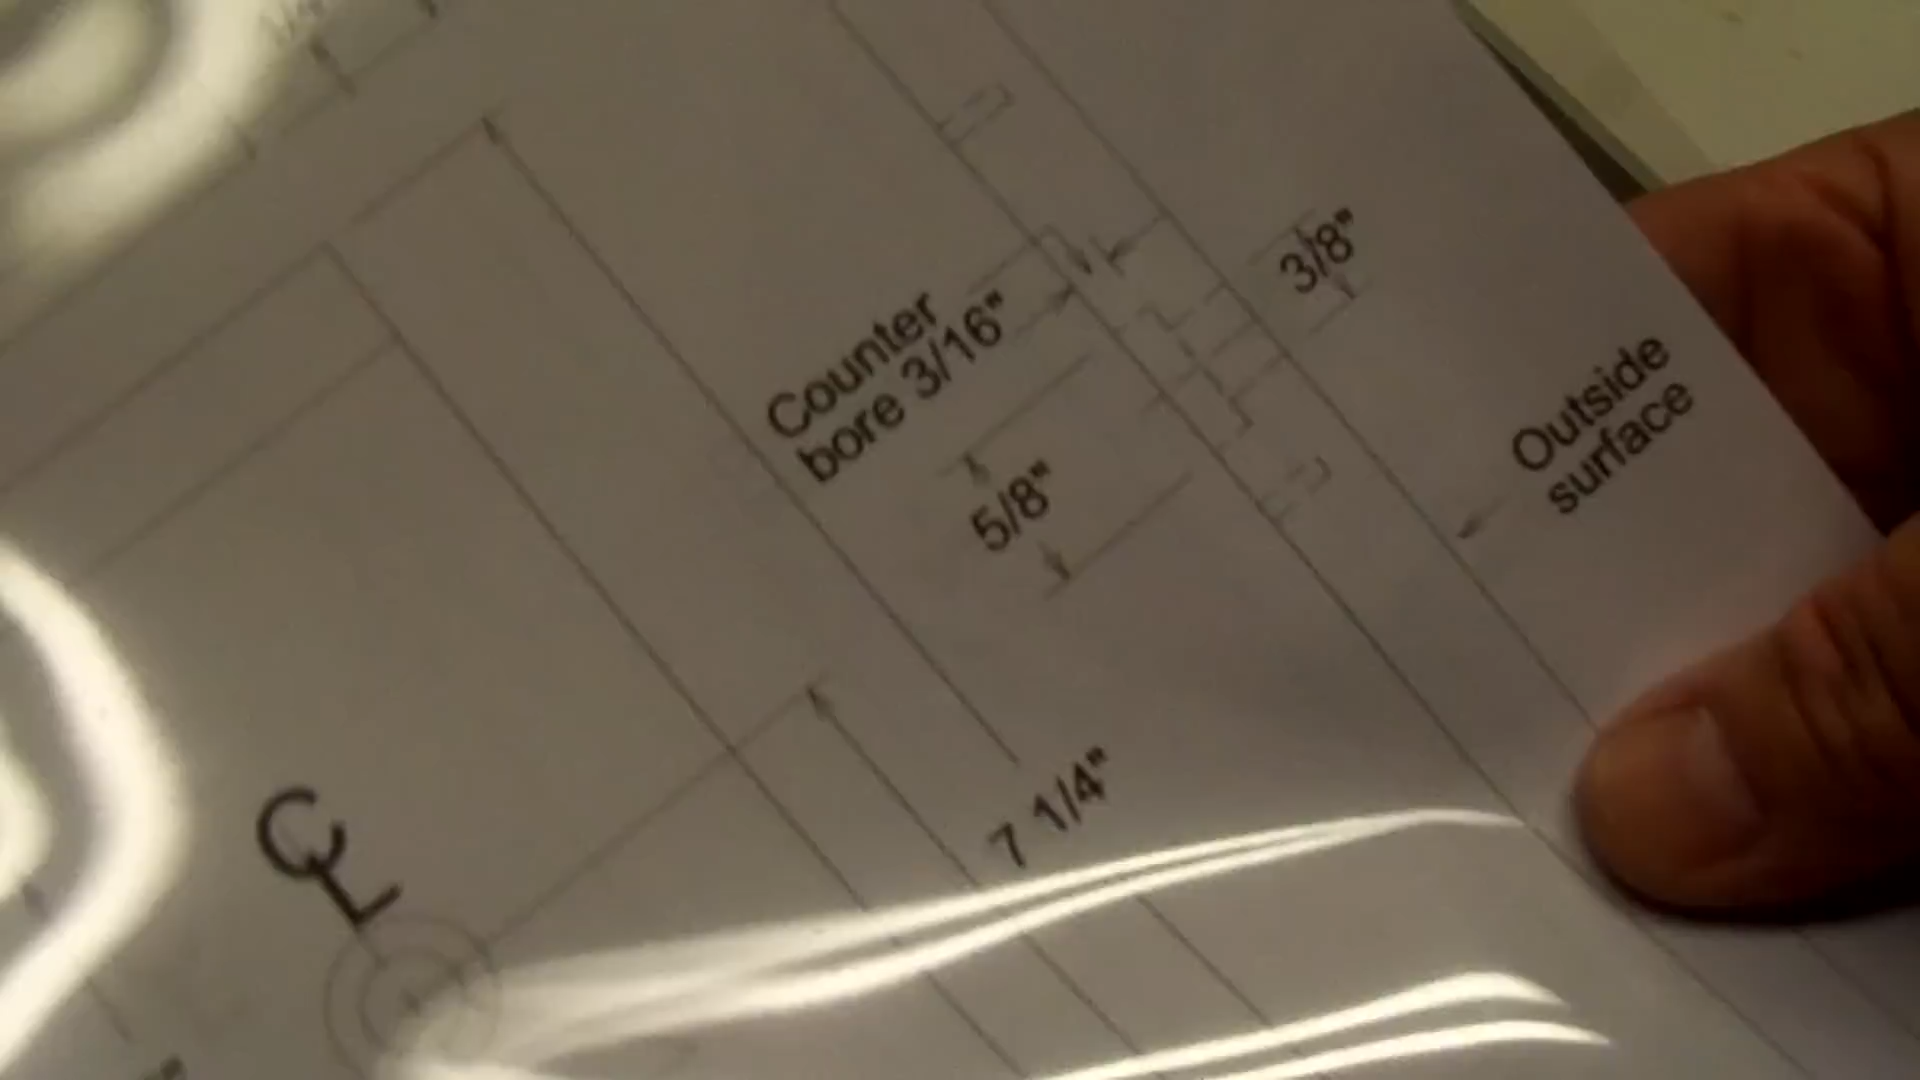 Counter
bore 3/16"
3/8"
5/8"
Outside
surface
7 1/4"
CL